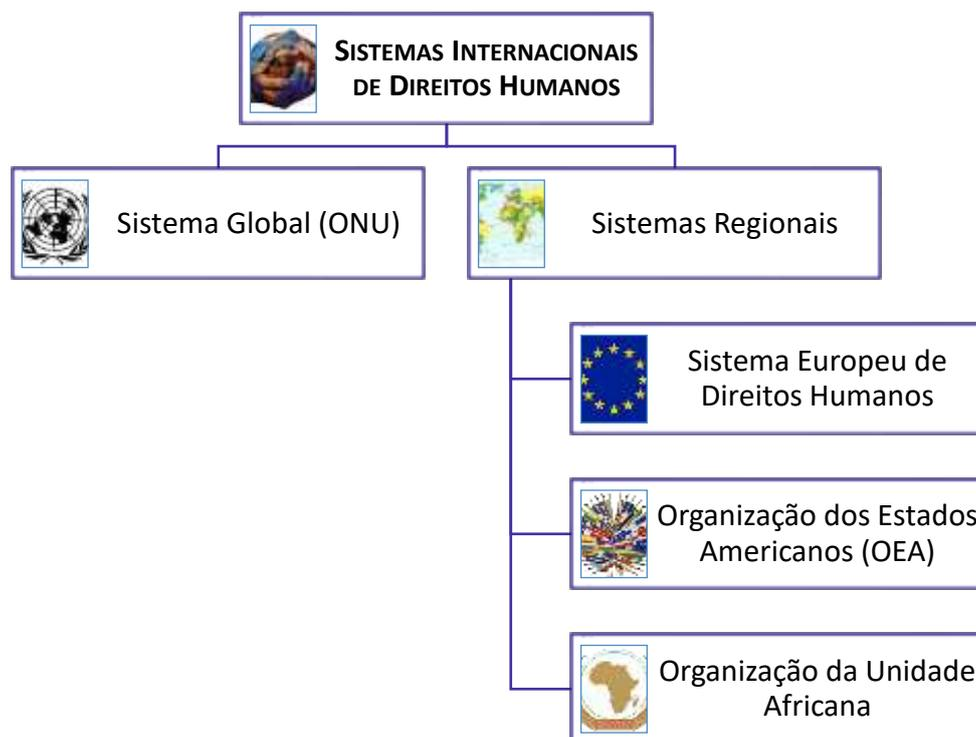 SISTEMAS INTERNACIONAIS
DE DIREITOS HUMANOS
Sistema Global (ONU)
Sistemas Regionais
Sistema Europeu de
Direitos Humanos
Organização dos Estados
Americanos (OEA)
Organização da Unidade
Africana